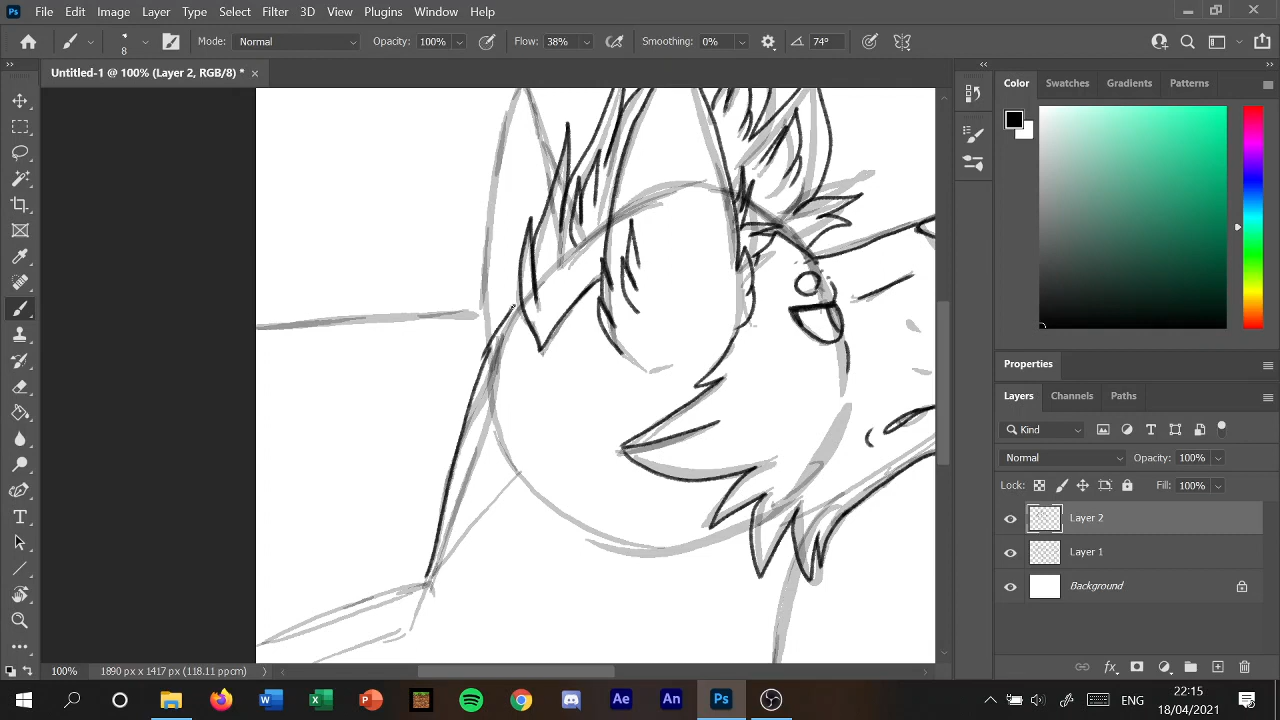 Ps File Edit Image Layer Type Select Filter 3D View Plugins Window Help
8 Mode: Normal Opacity: 100% Flow: 38% Smoothing: 0% 74°
Untitled-1 @ 100% (Layer 2, RGB/8) *
Color Swatches Gradients Patterns
Properties
Layers Channels Paths
Kind
Normal Opacity: 100%
Lock: Fill: 100%
Layer 2
Layer 1
Background
100% 1890 px x 1417 px (118.11 ppcm)
W X P Ae An Ps ENG 22:15
18/04/2021